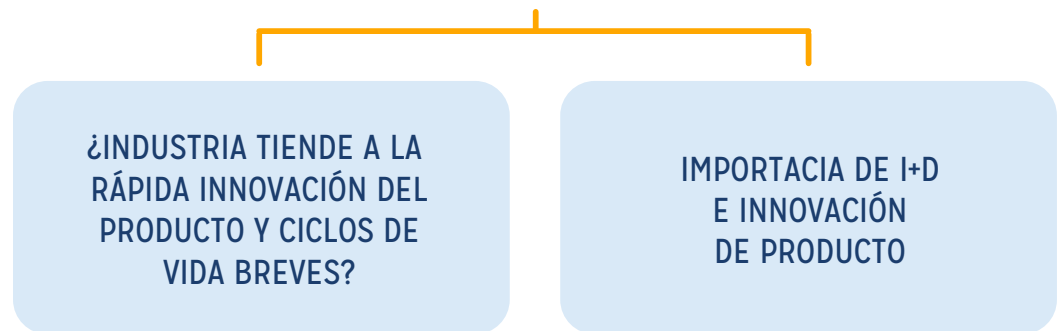 ¿INDUSTRIA TIENDE A LA
RÁPIDA INNOVACIÓN DEL
PRODUCTO Y CICLOS DE
VIDA BREVES?
IMPORTACIA DE I+D
E INNOVACIÓN
DE PRODUCTO